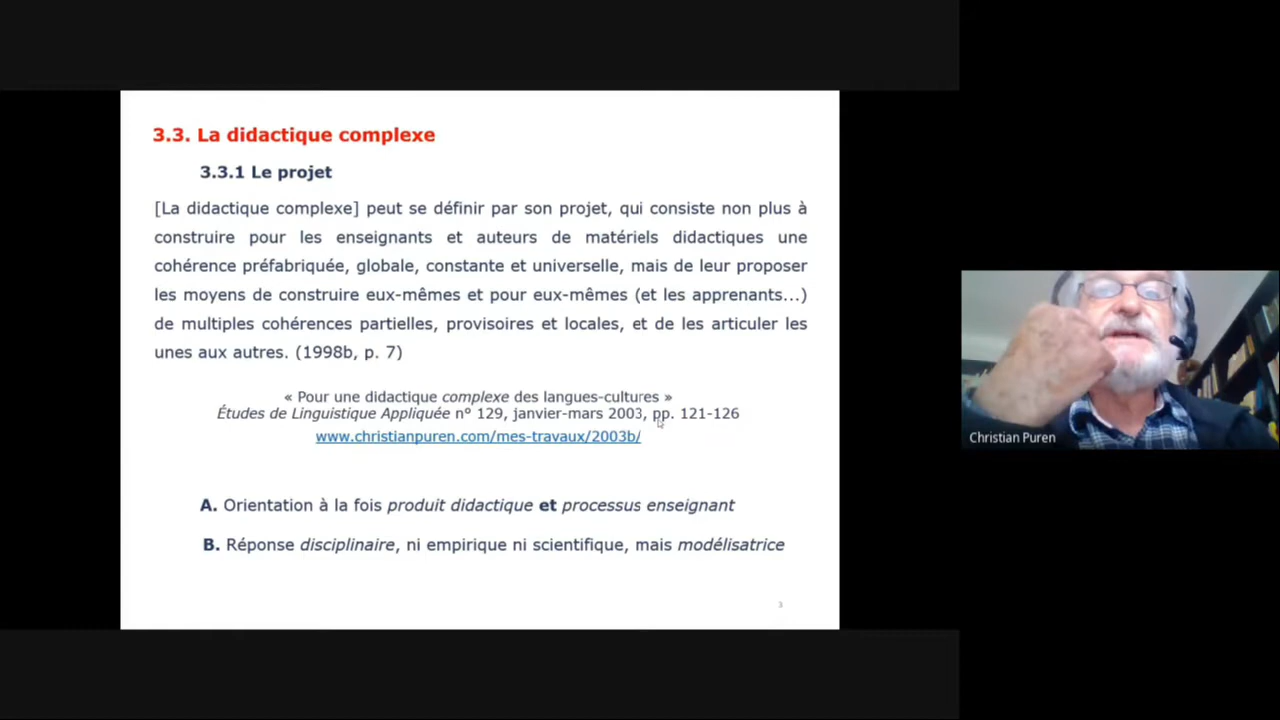 3.3. La didactique complexe
3.3.1 Le projet
[La didactique complexe] peut se définir par son projet, qui consiste non plus à
construire pour les enseignants et auteurs de matériels didactiques une
cohérence préfabriquée, globale, constante et universelle, mais de leur proposer
les moyens de construire eux-mêmes et pour eux-mêmes (et les apprenants...)
de multiples cohérences partielles, provisoires et locales, et de les articuler les
unes aux autres. (1998b, p. 7)
« Pour une didactique complexe des langues-cultures »
Études de Linguistique Appliquée n° 129, janvier-mars 2003, pp. 121-126
www.christianpuren.com/mes-travaux/2003b/
A. Orientation à la fois produit didactique et processus enseignant
B. Réponse disciplinaire, ni empirique ni scientifique, mais modélisatrice
3
Christian Puren